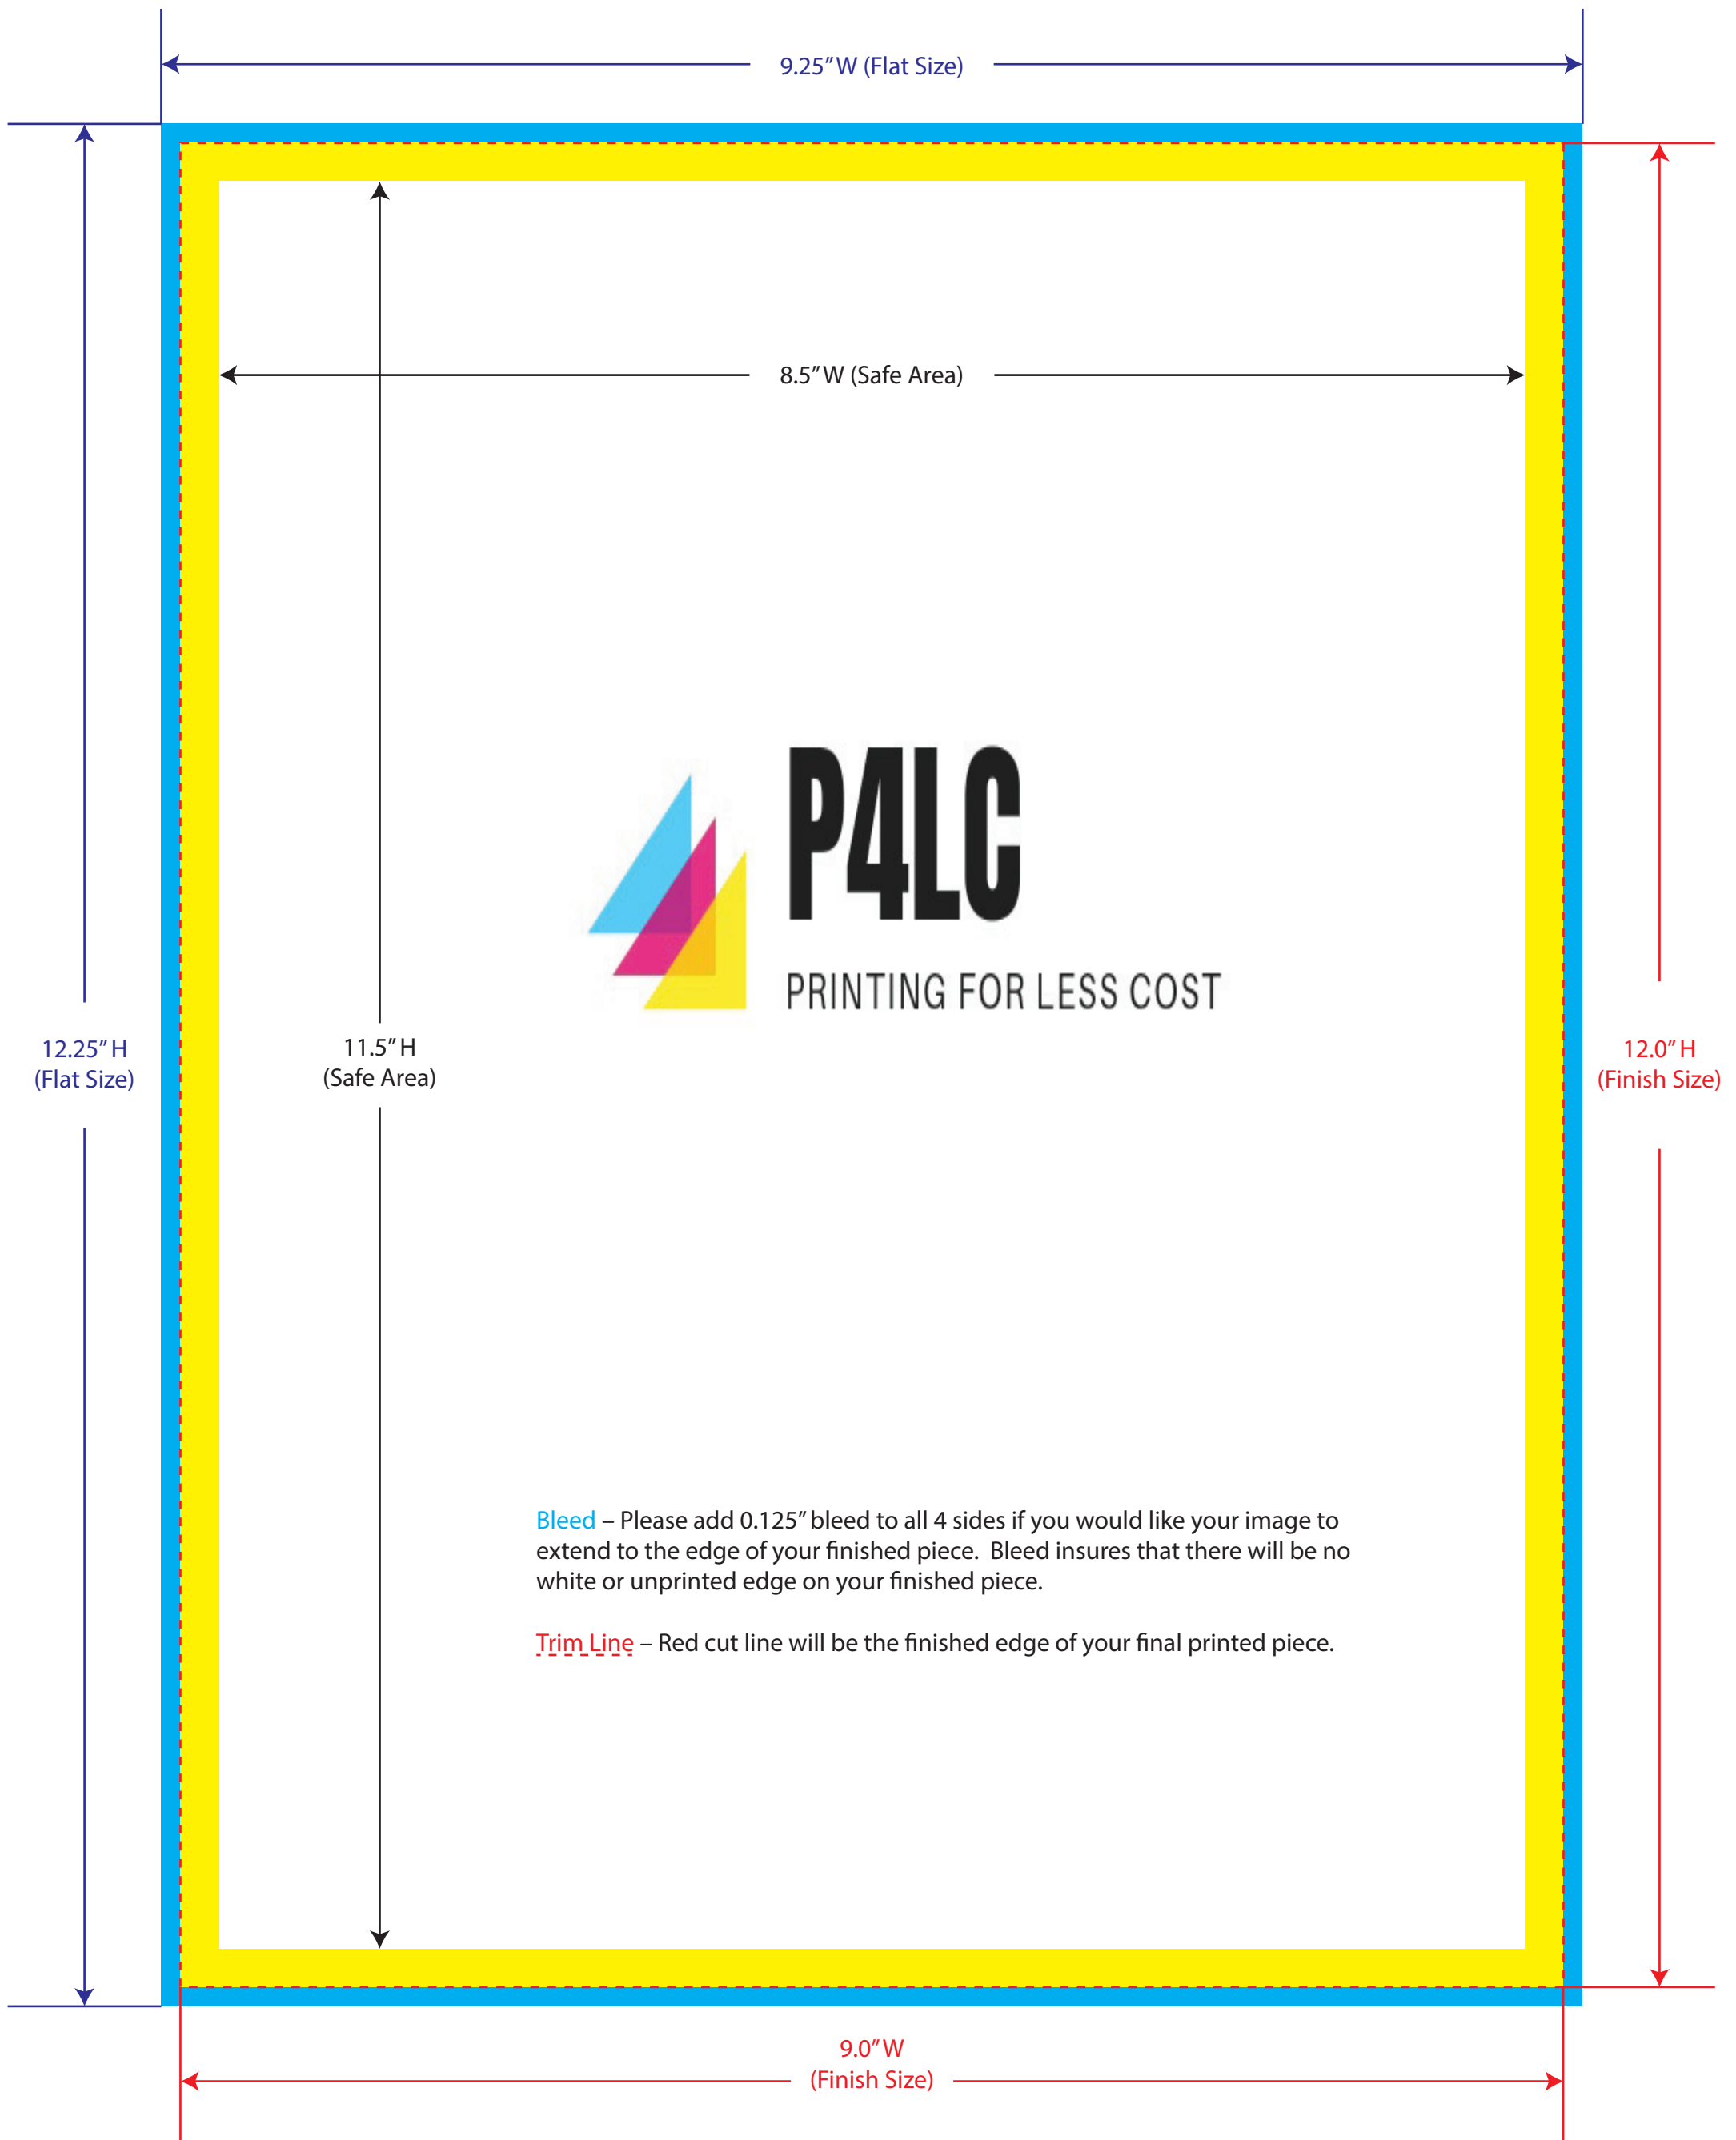 9.25" W (Flat Size)
8.5" W (Safe Area)
P4LC
PRINTING FOR LESS COST
12.25" H
(Flat Size)
11.5" H
(Safe Area)
12.0" H
(Finish Size)
Bleed – Please add 0.125" bleed to all 4 sides if you would like your image to
extend to the edge of your finished piece.  Bleed insures that there will be no
white or unprinted edge on your finished piece.
Trim Line – Red cut line will be the finished edge of your final printed piece.
9.0" W
(Finish Size)